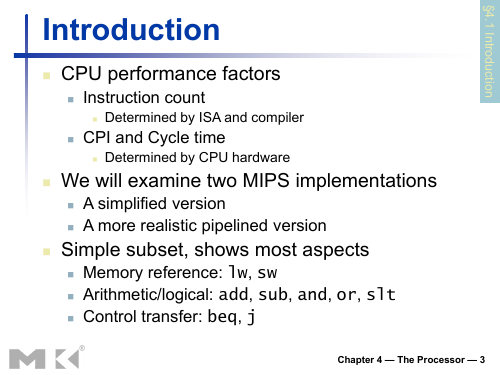 Introduction
§4.1 Introduction
CPU performance factors
Instruction count
Determined by ISA and compiler
CPI and Cycle time
Determined by CPU hardware
We will examine two MIPS implementations
A simplified version
A more realistic pipelined version
Simple subset, shows most aspects
Memory reference: lw, sw
Arithmetic/logical: add, sub, and, or, slt
Control transfer: beq, j
MK®
Chapter 4 — The Processor — 3